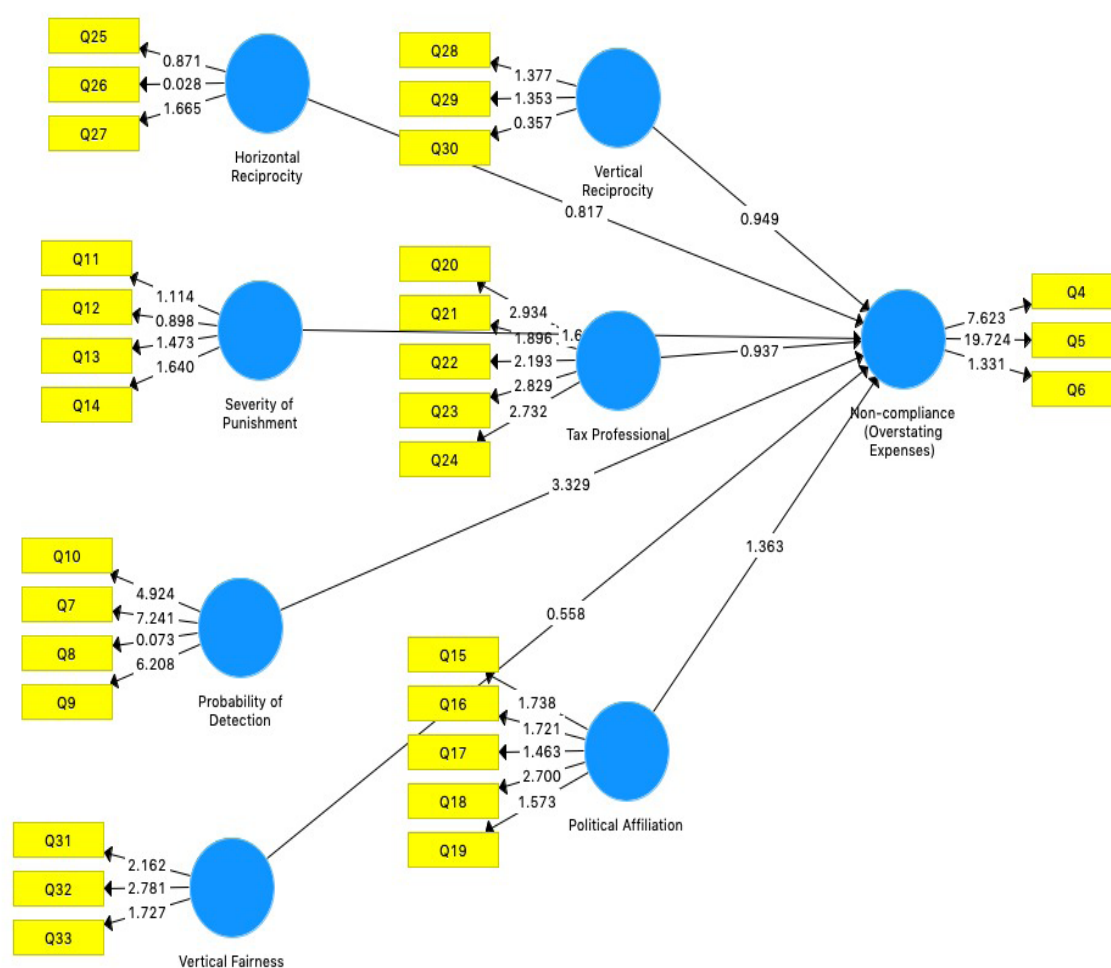 Q25
Q26
Q27
0.871
0.028
1.665
Horizontal
Reciprocity
Q28
Q29
Q30
1.377
1.353
0.357
Vertical
Reciprocity
0.817
0.949
Q11
Q12
Q13
Q14
1.114
0.898
1.473
1.640
Severity of
Punishment
Q20
Q21
Q22
Q23
Q24
2.934
1.896
2.193
2.829
2.732
Tax Professional
0.937
Q4
Q5
Q6
7.623
19.724
1.331
Non-compliance
(Overstating
Expenses)
3.329
1.363
0.558
Q10
Q7
Q8
Q9
4.924
7.241
0.073
6.208
Probability of
Detection
Q15
Q16
Q17
Q18
Q19
1.738
1.721
1.463
2.700
1.573
Political Affiliation
Q31
Q32
Q33
2.162
2.781
1.727
Vertical Fairness